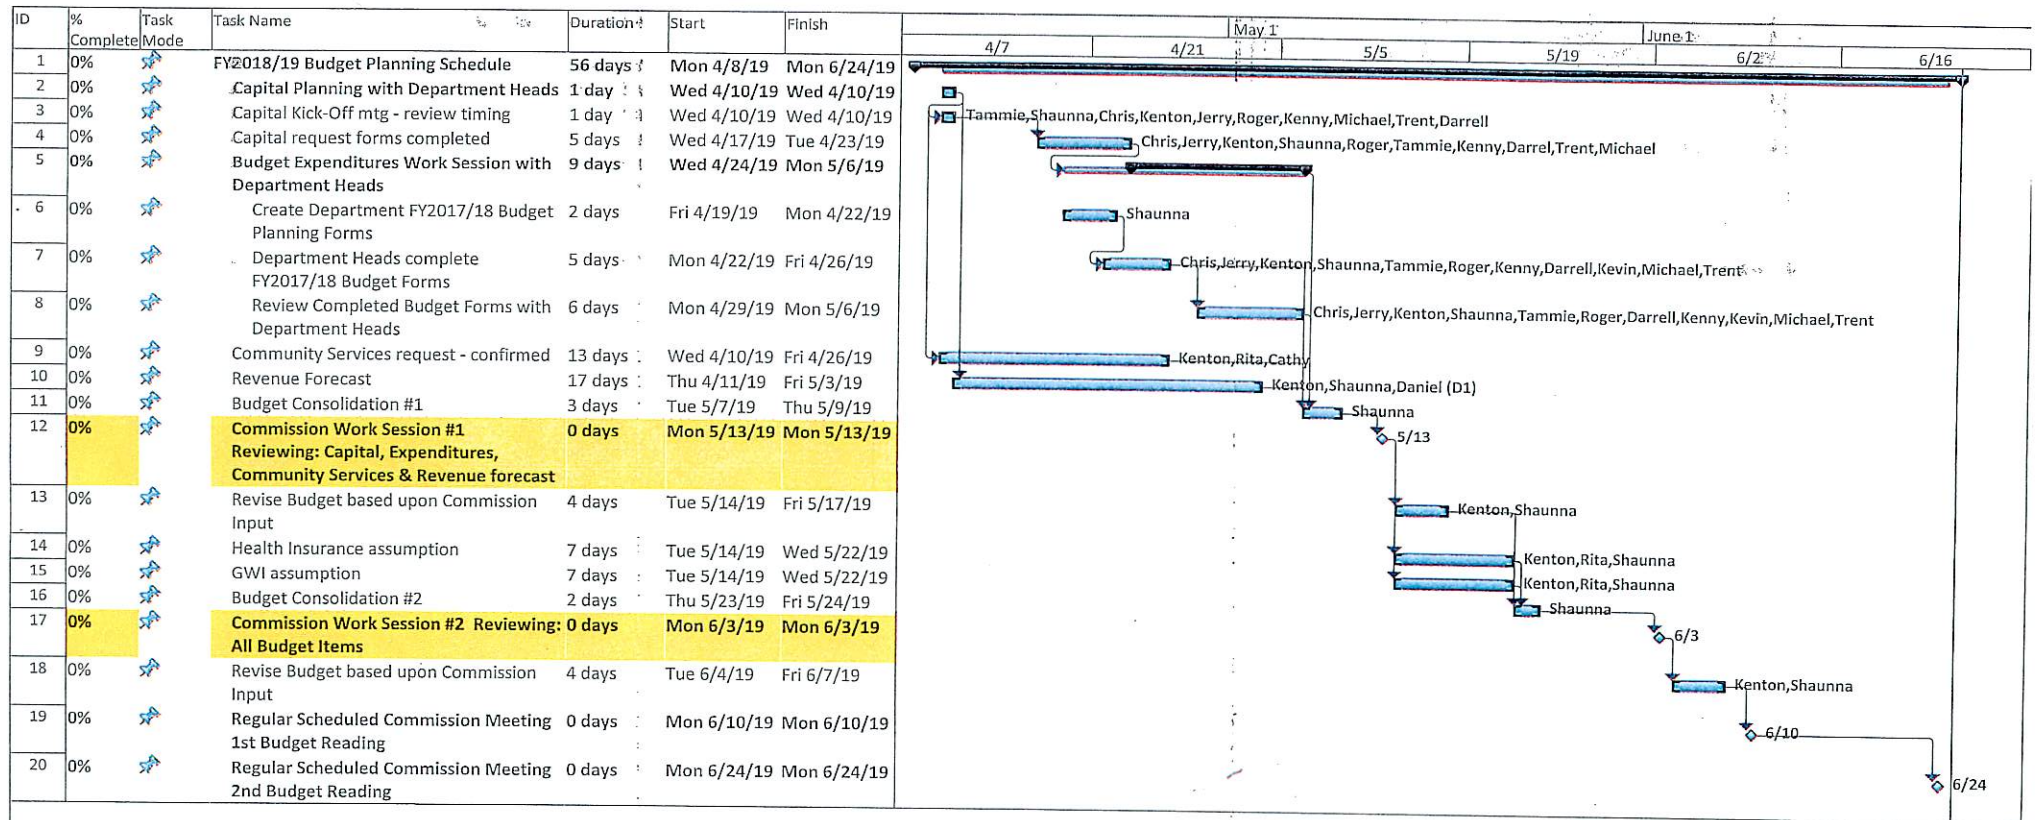 ID % Complete Task Mode Task Name Duration Start Finish
May 1 June 1
4/7 4/21 5/5 5/19 6/2 6/16
1 0% FY2018/19 Budget Planning Schedule 56 days Mon 4/8/19 Mon 6/24/19
2 0% Capital Planning with Department Heads 1 day Wed 4/10/19 Wed 4/10/19
3 0% Capital Kick-Off mtg - review timing 1 day Wed 4/10/19 Wed 4/10/19 Tammie,Shaunna,Chris,Kenton,Jerry,Roger,Kenny,Michael,Trent,Darrell
4 0% Capital request forms completed 5 days Wed 4/17/19 Tue 4/23/19 Chris,Jerry,Kenton,Shaunna,Roger,Tammie,Kenny,Darrel,Trent,Michael
5 0% Budget Expenditures Work Session with 9 days Wed 4/24/19 Mon 5/6/19
Department Heads
6 0% Create Department FY2017/18 Budget 2 days Fri 4/19/19 Mon 4/22/19 Shaunna
Planning Forms
7 0% Department Heads complete 5 days Mon 4/22/19 Fri 4/26/19 Chris,Jerry,Kenton,Shaunna,Tammie,Roger,Kenny,Darrell,Kevin,Michael,Trent
FY2017/18 Budget Forms
8 0% Review Completed Budget Forms with 6 days Mon 4/29/19 Mon 5/6/19 Chris,Jerry,Kenton,Shaunna,Tammie,Roger,Darrell,Kenny,Kevin,Michael,Trent
Department Heads
9 0% Community Services request - confirmed 13 days Wed 4/10/19 Fri 4/26/19 Kenton,Rita,Cathy
10 0% Revenue Forecast 17 days Thu 4/11/19 Fri 5/3/19 Kenton,Shaunna,Daniel (D1)
11 0% Budget Consolidation #1 3 days Tue 5/7/19 Thu 5/9/19 Shaunna
12 0% Commission Work Session #1 0 days Mon 5/13/19 Mon 5/13/19 5/13
Reviewing: Capital, Expenditures,
Community Services & Revenue forecast
13 0% Revise Budget based upon Commission 4 days Tue 5/14/19 Fri 5/17/19 Kenton,Shaunna
Input
14 0% Health Insurance assumption 7 days Tue 5/14/19 Wed 5/22/19 Kenton,Rita,Shaunna
15 0% GWI assumption 7 days Tue 5/14/19 Wed 5/22/19 Kenton,Rita,Shaunna
16 0% Budget Consolidation #2 2 days Thu 5/23/19 Fri 5/24/19 Shaunna
17 0% Commission Work Session #2 Reviewing: 0 days Mon 6/3/19 Mon 6/3/19 6/3
All Budget Items
18 0% Revise Budget based upon Commission 4 days Tue 6/4/19 Fri 6/7/19 Kenton,Shaunna
Input
19 0% Regular Scheduled Commission Meeting 0 days Mon 6/10/19 Mon 6/10/19 6/10
1st Budget Reading
20 0% Regular Scheduled Commission Meeting 0 days Mon 6/24/19 Mon 6/24/19 6/24
2nd Budget Reading